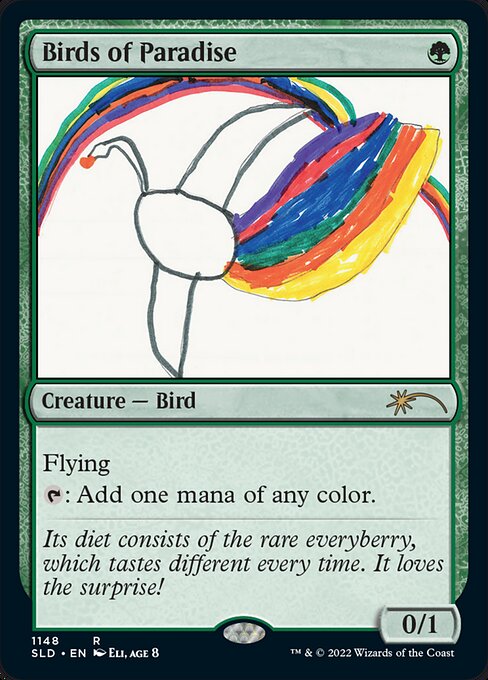 Birds of Paradise
Creature — Bird
Flying
: Add one mana of any color.
Its diet consists of the rare everyberry,
which tastes different every time. It loves
the surprise!
0/1
1148 R
SLD • EN Eli, age 8
™ & © 2022 Wizards of the Coast